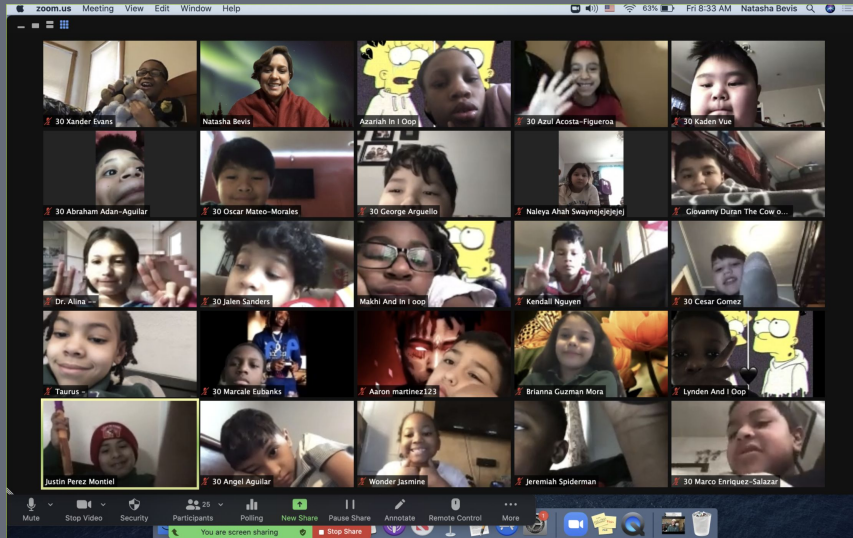 zoom.us Meeting View Edit Window Help 63% Fri 8:33 AM Natasha Bevis
30 Xander Evans
Natasha Bevis
Azariah In I Oop
30 Azul Acosta-Figueroa
30 Kaden Vue
30 Abraham Adan-Aguilar
30 Oscar Mateo-Morales
30 George Arguello
Naleya Ahah Swaynejejejejej
Giovanny Duran The Cow o...
Dr. Alina ~~
30 Jalen Sanders
Makhi And In I oop
Kendall Nguyen
30 Cesar Gomez
Taurus ~
30 Marcale Eubanks
Aaron martinez123
Brianna Guzman Mora
Lynden And I Oop
Justin Perez Montiel
30 Angel Aguilar
Wonder Jasmine
Jeremiah Spiderman
30 Marco Enriquez-Salazar
25
Mute Stop Video Security Participants Polling New Share Pause Share Annotate Remote Control More
You are screen sharing Stop Share